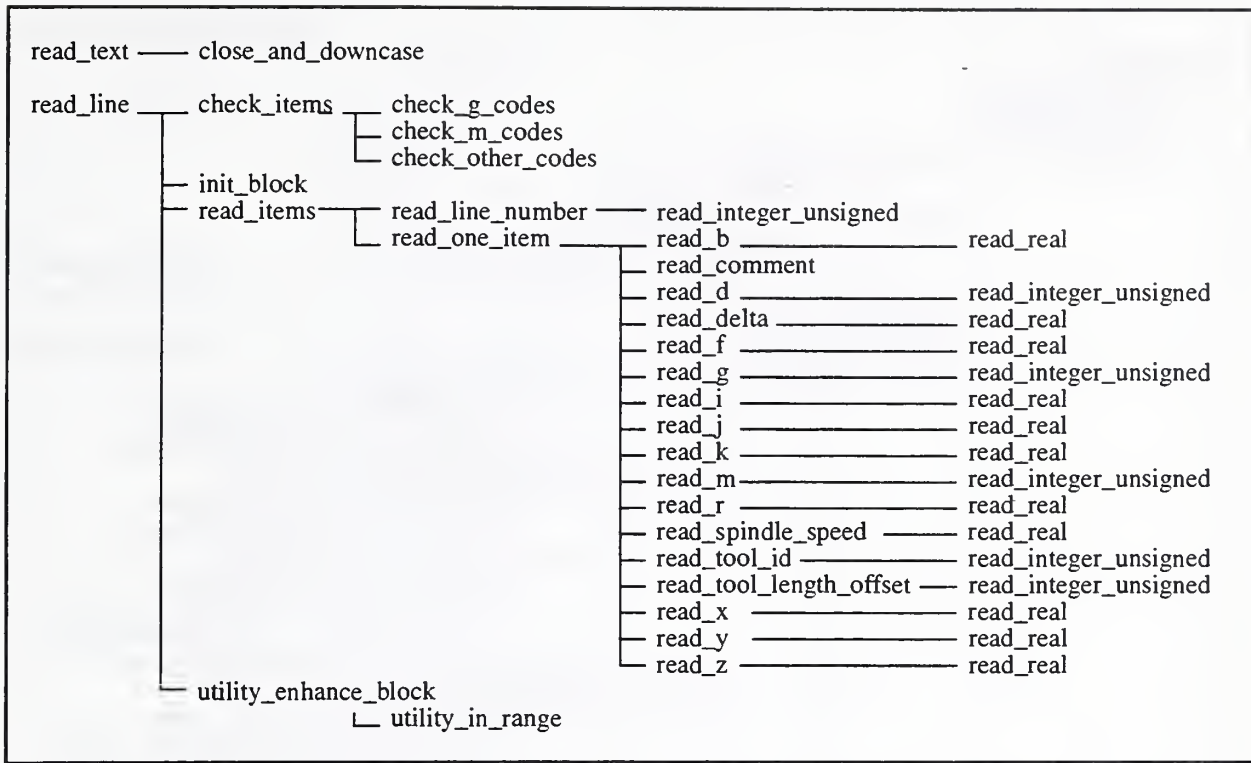 read_text close_and_downcase
read_line check_items check_g_codes
check_m_codes
check_other_codes
init_block
read_items read_line_number read_integer_unsigned
read_one_item read_b read_real
read_comment
read_d read_integer_unsigned
read_delta read_real
read_f read_real
read_g read_integer_unsigned
read_i read_real
read_j read_real
read_k read_real
read_m read_integer_unsigned
read_r read_real
read_spindle_speed read_real
read_tool_id read_integer_unsigned
read_tool_length_offset read_integer_unsigned
read_x read_real
read_y read_real
read_z read_real
utility_enhance_block
utility_in_range